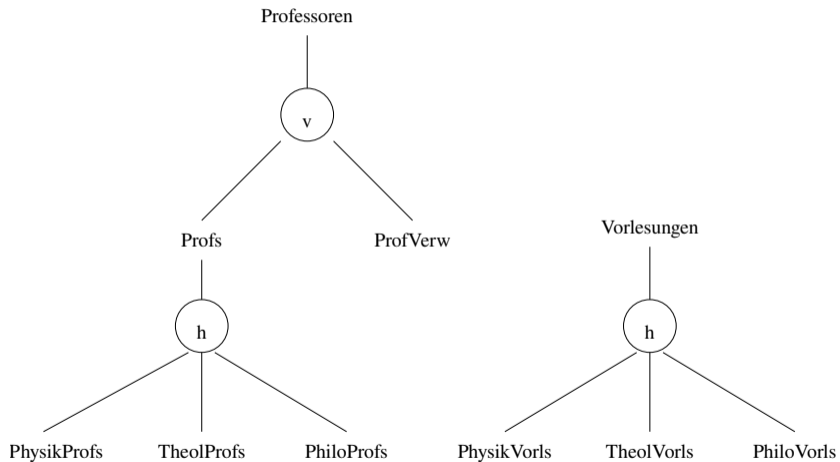 Professoren
v
Profs
ProfVerw
Vorlesungen
h
h
PhysikProfs
TheolProfs
PhiloProfs
PhysikVorls
TheolVorls
PhiloVorls